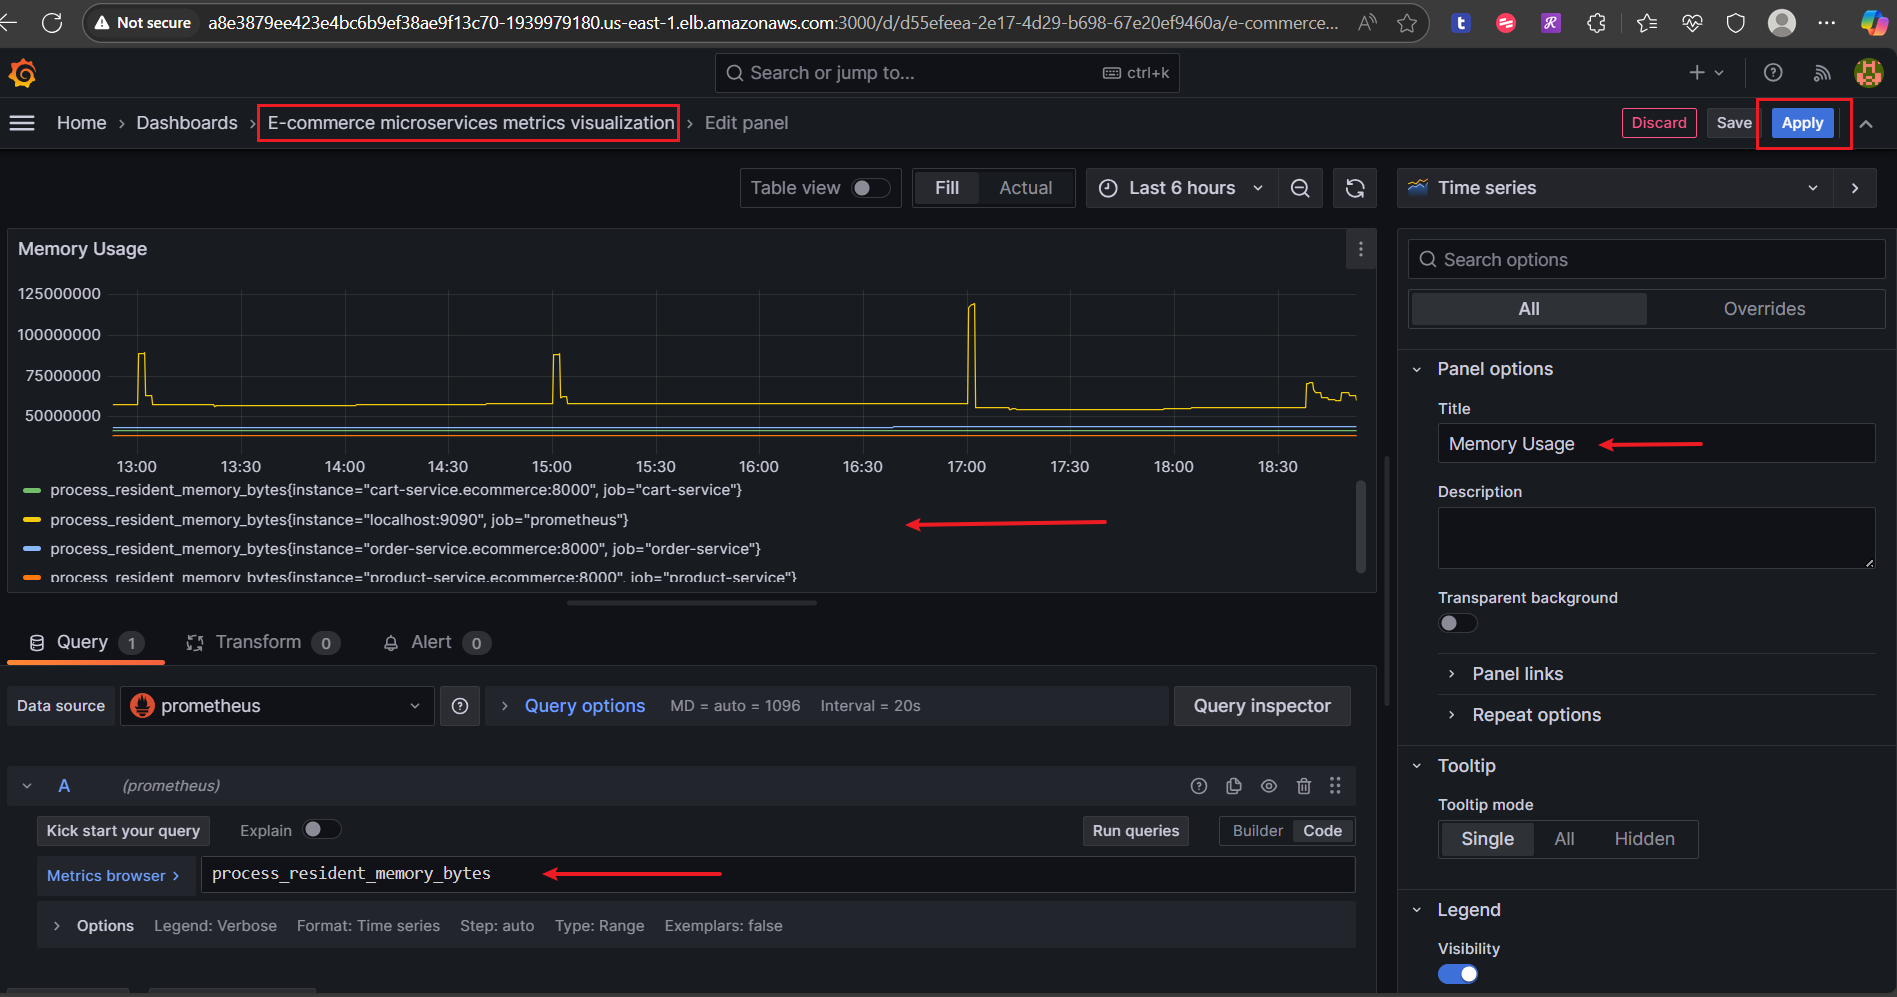 Not secure
a8e3879ee423e4bc6b9ef38ae9f13c70-1939979180.us-east-1.elb.amazonaws.com:3000/d/d55efeea-2e17-4d29-b698-67e20ef9460a/e-commerce...
Search or jump to...
ctrl+k
Home › Dashboards › E-commerce microservices metrics visualization › Edit panel
Discard
Save
Apply
Table view
Fill
Actual
Last 6 hours
Time series
Memory Usage
125000000
100000000
75000000
50000000
13:00
13:30
14:00
14:30
15:00
15:30
16:00
16:30
17:00
17:30
18:00
18:30
process_resident_memory_bytes{instance="cart-service.ecommerce:8000", job="cart-service"}
process_resident_memory_bytes{instance="localhost:9090", job="prometheus"}
process_resident_memory_bytes{instance="order-service.ecommerce:8000", job="order-service"}
process_resident_memory_bytes{instance="product-service.ecommerce:8000", job="product-service"}
Search options
All
Overrides
Panel options
Title
Memory Usage
Description
Transparent background
Panel links
Repeat options
Tooltip
Tooltip mode
Single
All
Hidden
Legend
Visibility
Query 1
Transform 0
Alert 0
Data source
prometheus
Query options
MD = auto = 1096
Interval = 20s
Query inspector
A
(prometheus)
Kick start your query
Explain
Run queries
Builder
Code
Metrics browser ›
process_resident_memory_bytes
Options
Legend: Verbose
Format: Time series
Step: auto
Type: Range
Exemplars: false